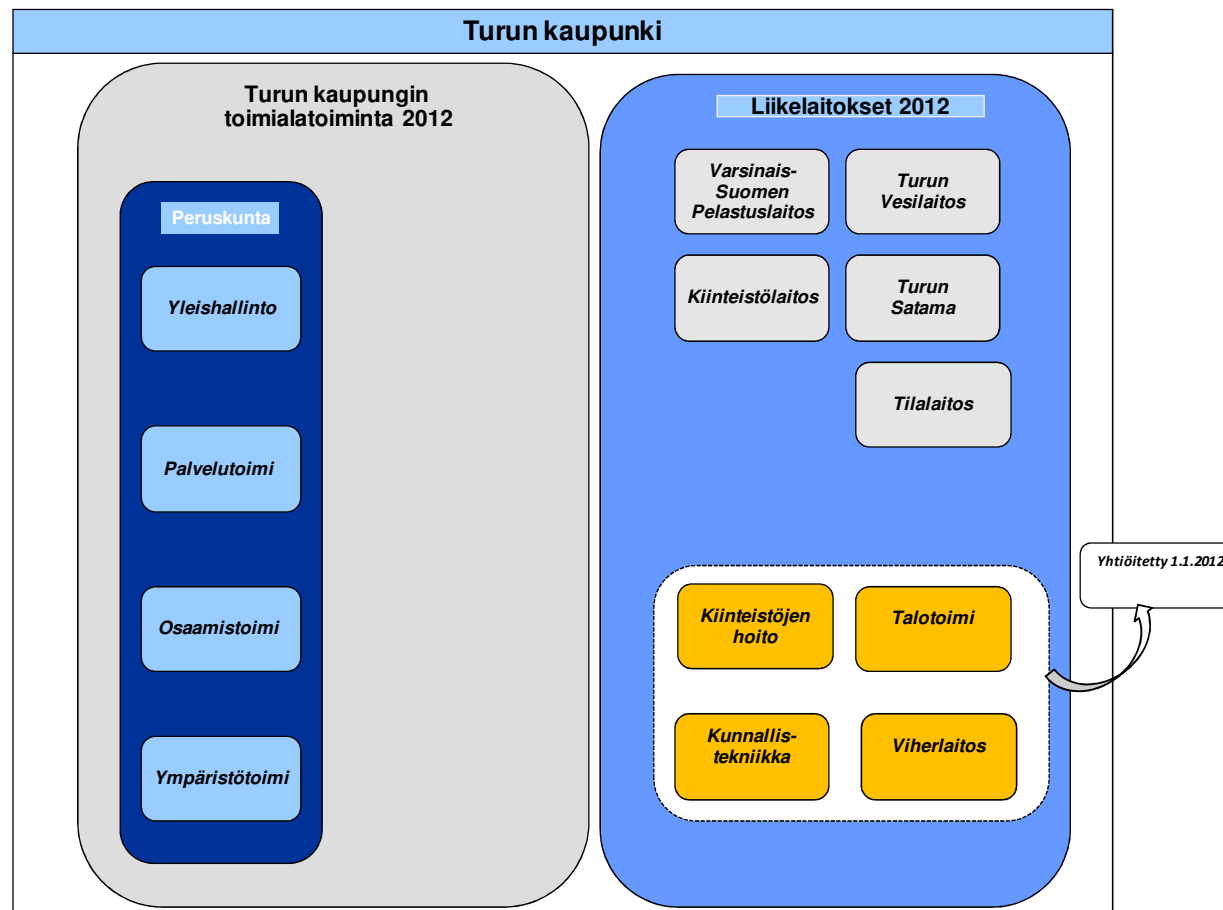 Turun kaupunki
Turun kaupungin
toimialatoiminta 2012
Peruskunta
Yleishallinto
Palvelutoimi
Osaamistoimi
Ympäristötoimi
Liikelaitokset 2012
Varsinais-
Suomen
Pelastuslaitos
Turun
Vesilaitos
Kiinteistölaitos
Turun
Satama
Tilalaitos
Kiinteistöjen
hoito
Talotoimi
Kunnallis-
tekniikka
Viherlaitos
Yhtiöitetty 1.1.2012